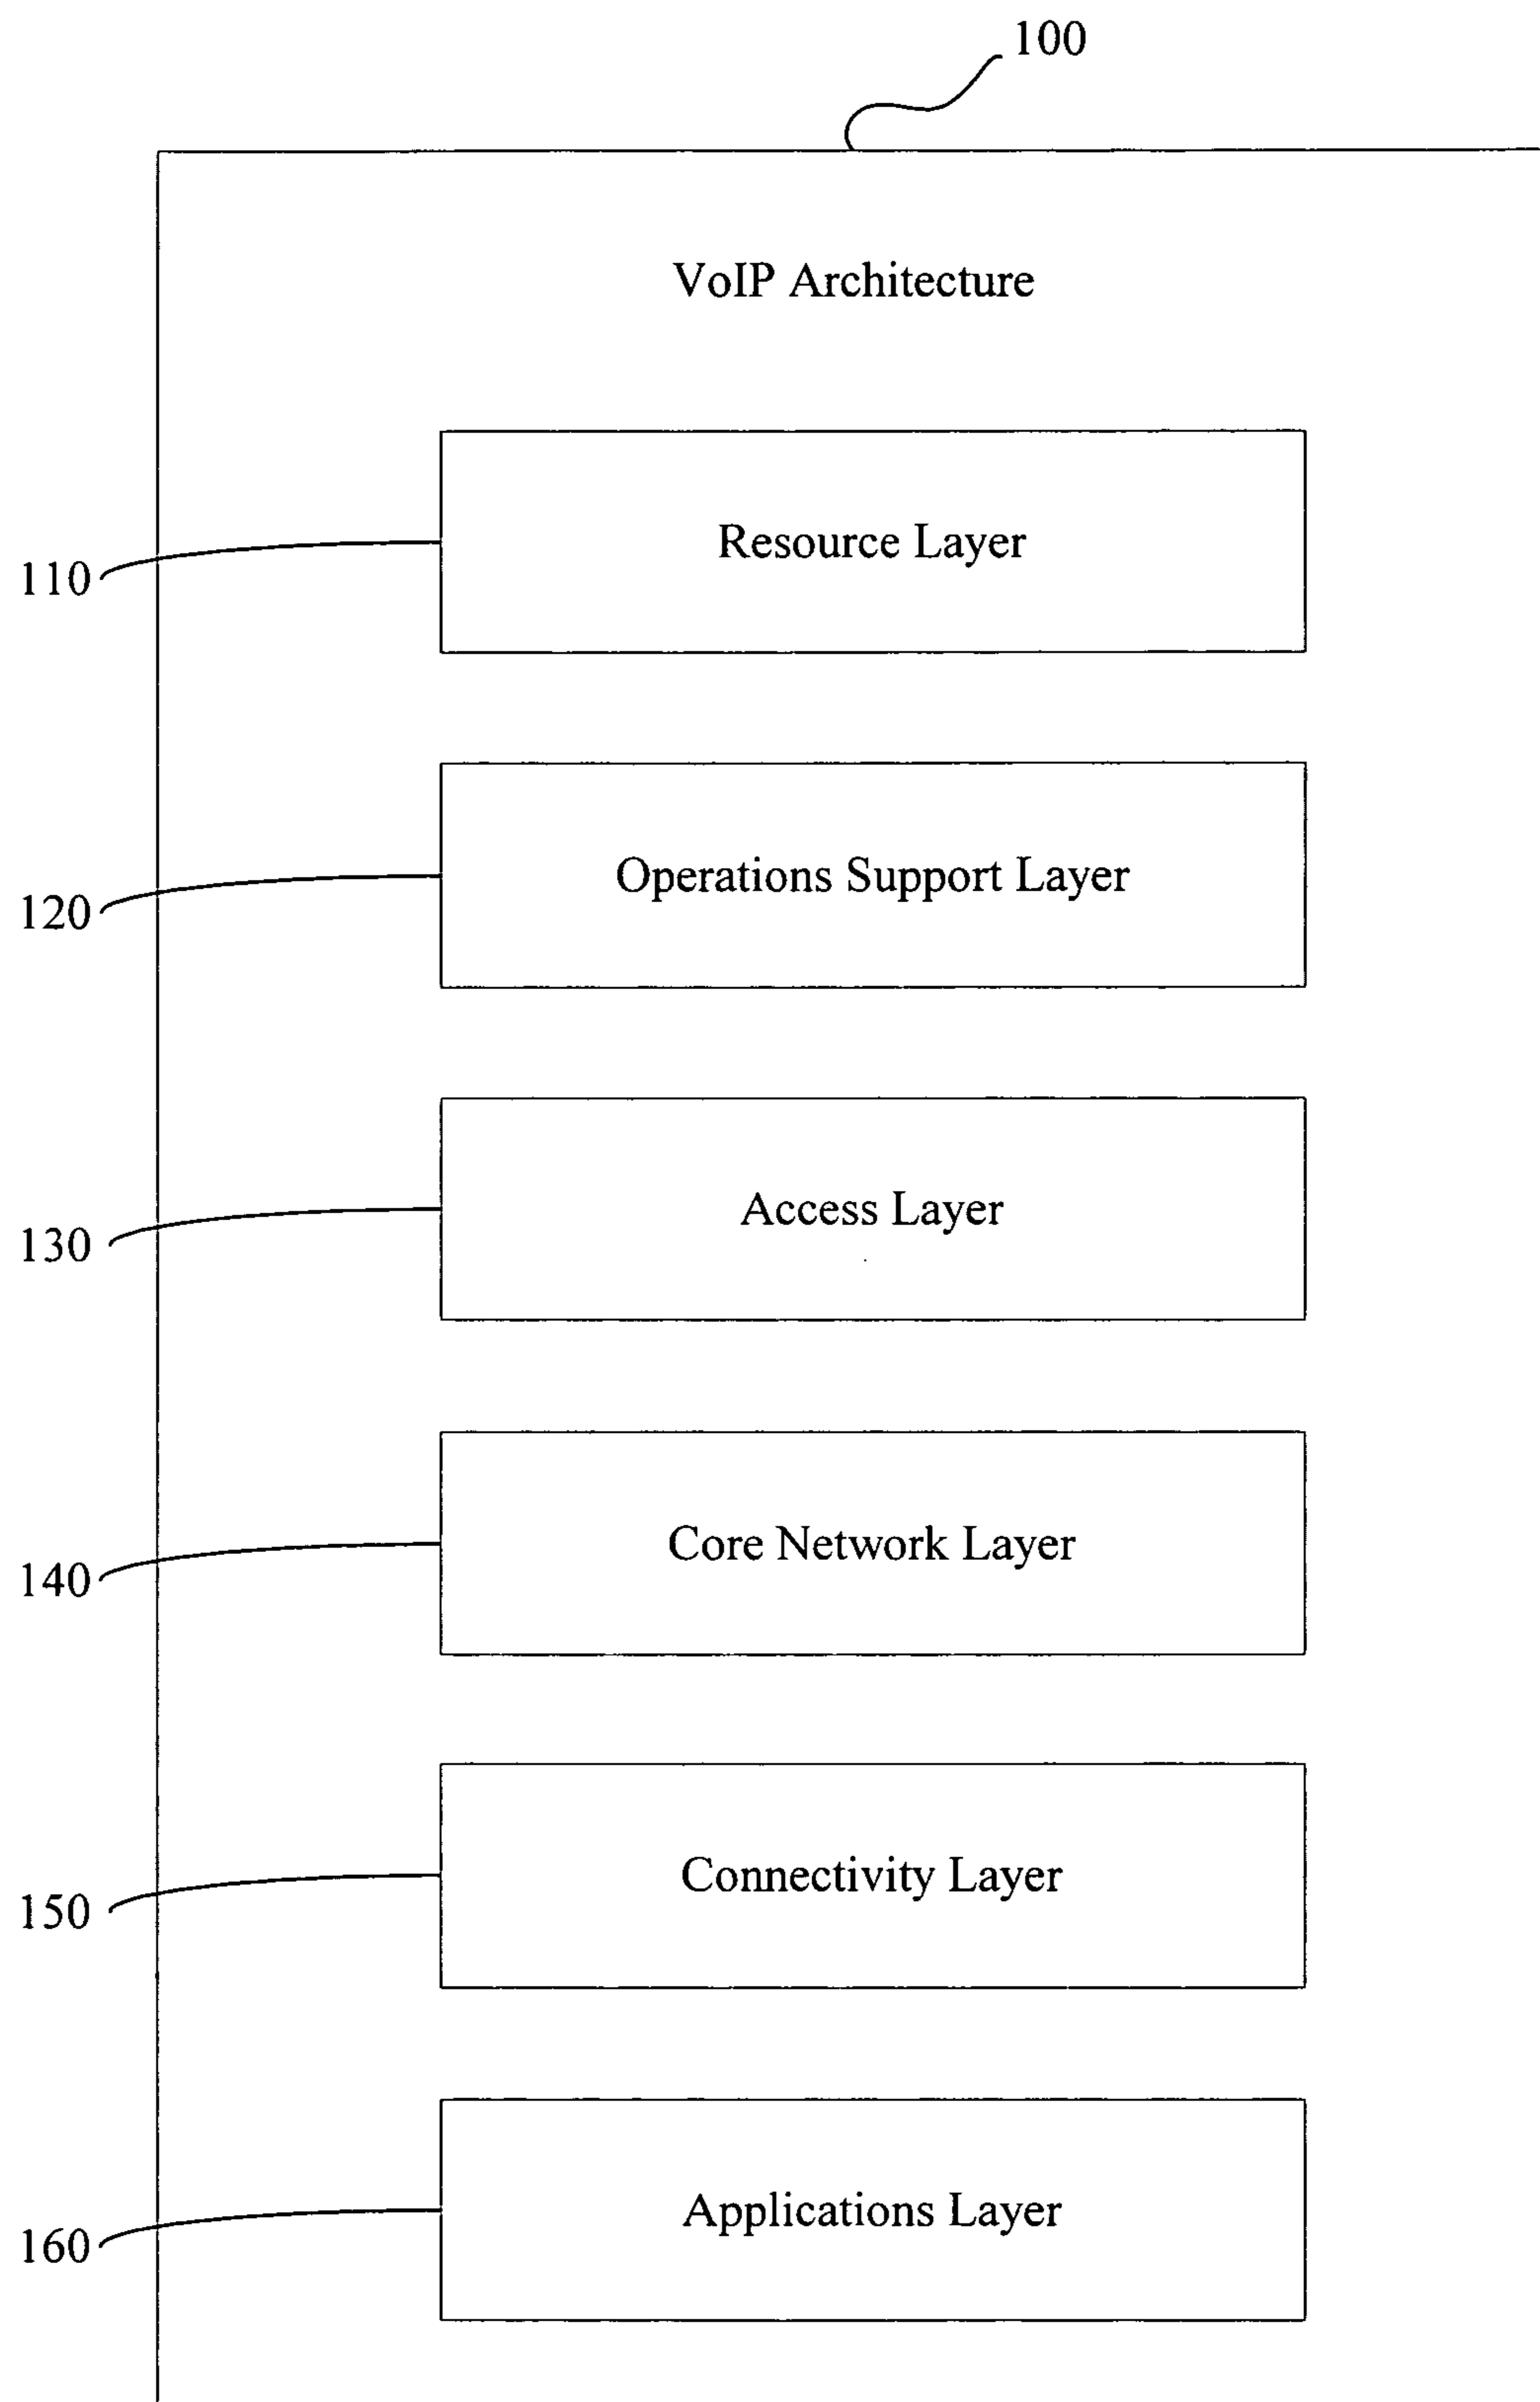 100
VoIP Architecture
Resource Layer
110
Operations Support Layer
120
Access Layer
130
Core Network Layer
140
Connectivity Layer
150
Applications Layer
160